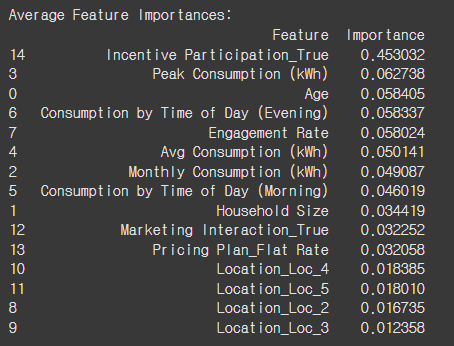 Average Feature Importances:
Feature Importance
14 Incentive Participation_True 0.453032
3 Peak Consumption (kWh) 0.062738
0 Age 0.058405
6 Consumption by Time of Day (Evening) 0.058337
7 Engagement Rate 0.058024
4 Avg Consumption (kWh) 0.050141
2 Monthly Consumption (kWh) 0.049087
5 Consumption by Time of Day (Morning) 0.046019
1 Household Size 0.034419
12 Marketing Interaction_True 0.032252
13 Pricing Plan_Flat Rate 0.032058
10 Location_Loc_4 0.018385
11 Location_Loc_5 0.018010
8 Location_Loc_2 0.016735
9 Location_Loc_3 0.012358